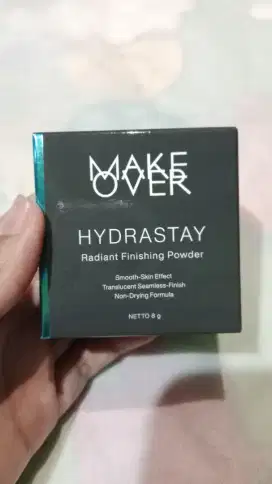 MAKE
OVER
HYDRASTAY
Radiant Finishing Powder
Smooth-Skin Effect
Translucent Seamless-Finish
Non-Drying Formula
NETTO 8 g